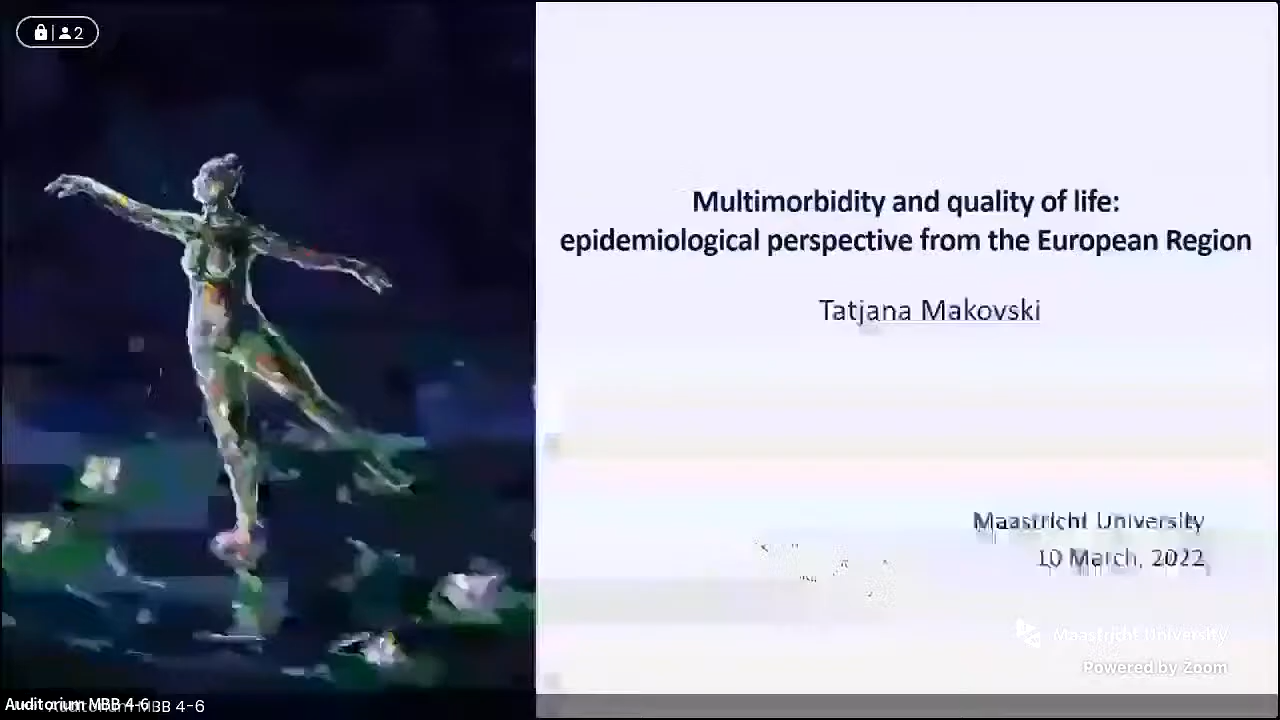 2
Multimorbidity and quality of life:
epidemiological perspective from the European Region
Tatjana Makovski
Maastricht University
10 March, 2022
Maastricht University
Powered by Zoom
Auditorium MBB 4-6